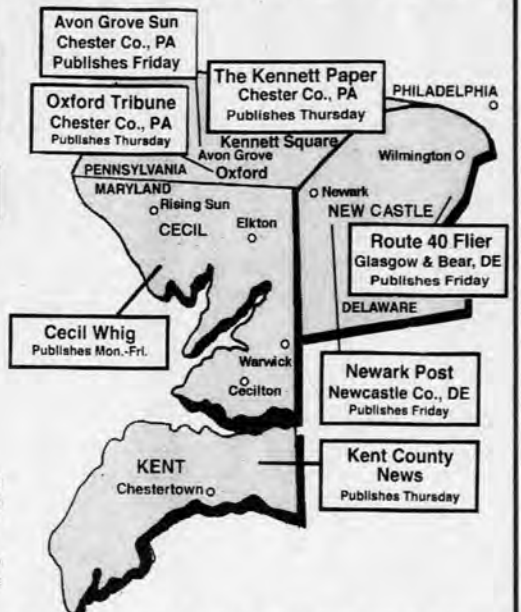 Avon Grove Sun
Chester Co., PA
Publishes Friday
The Kennett Paper
Chester Co., PA
Publishes Thursday
PHILADELPHIA
Oxford Tribune
Chester Co., PA
Publishes Thursday
Kennett Square
Avon Grove
Oxford
Wilmington
PENNSYLVANIA
MARYLAND
Newark
Rising Sun
NEW CASTLE
CECIL
Elkton
Route 40 Flier
Glasgow & Bear, DE
Publishes Friday
DELAWARE
Cecil Whig
Publishes Mon.-Fri.
Warwick
Cecilton
Newark Post
Newcastle Co., DE
Publishes Friday
KENT
Chestertown
Kent County
News
Publishes Thursday